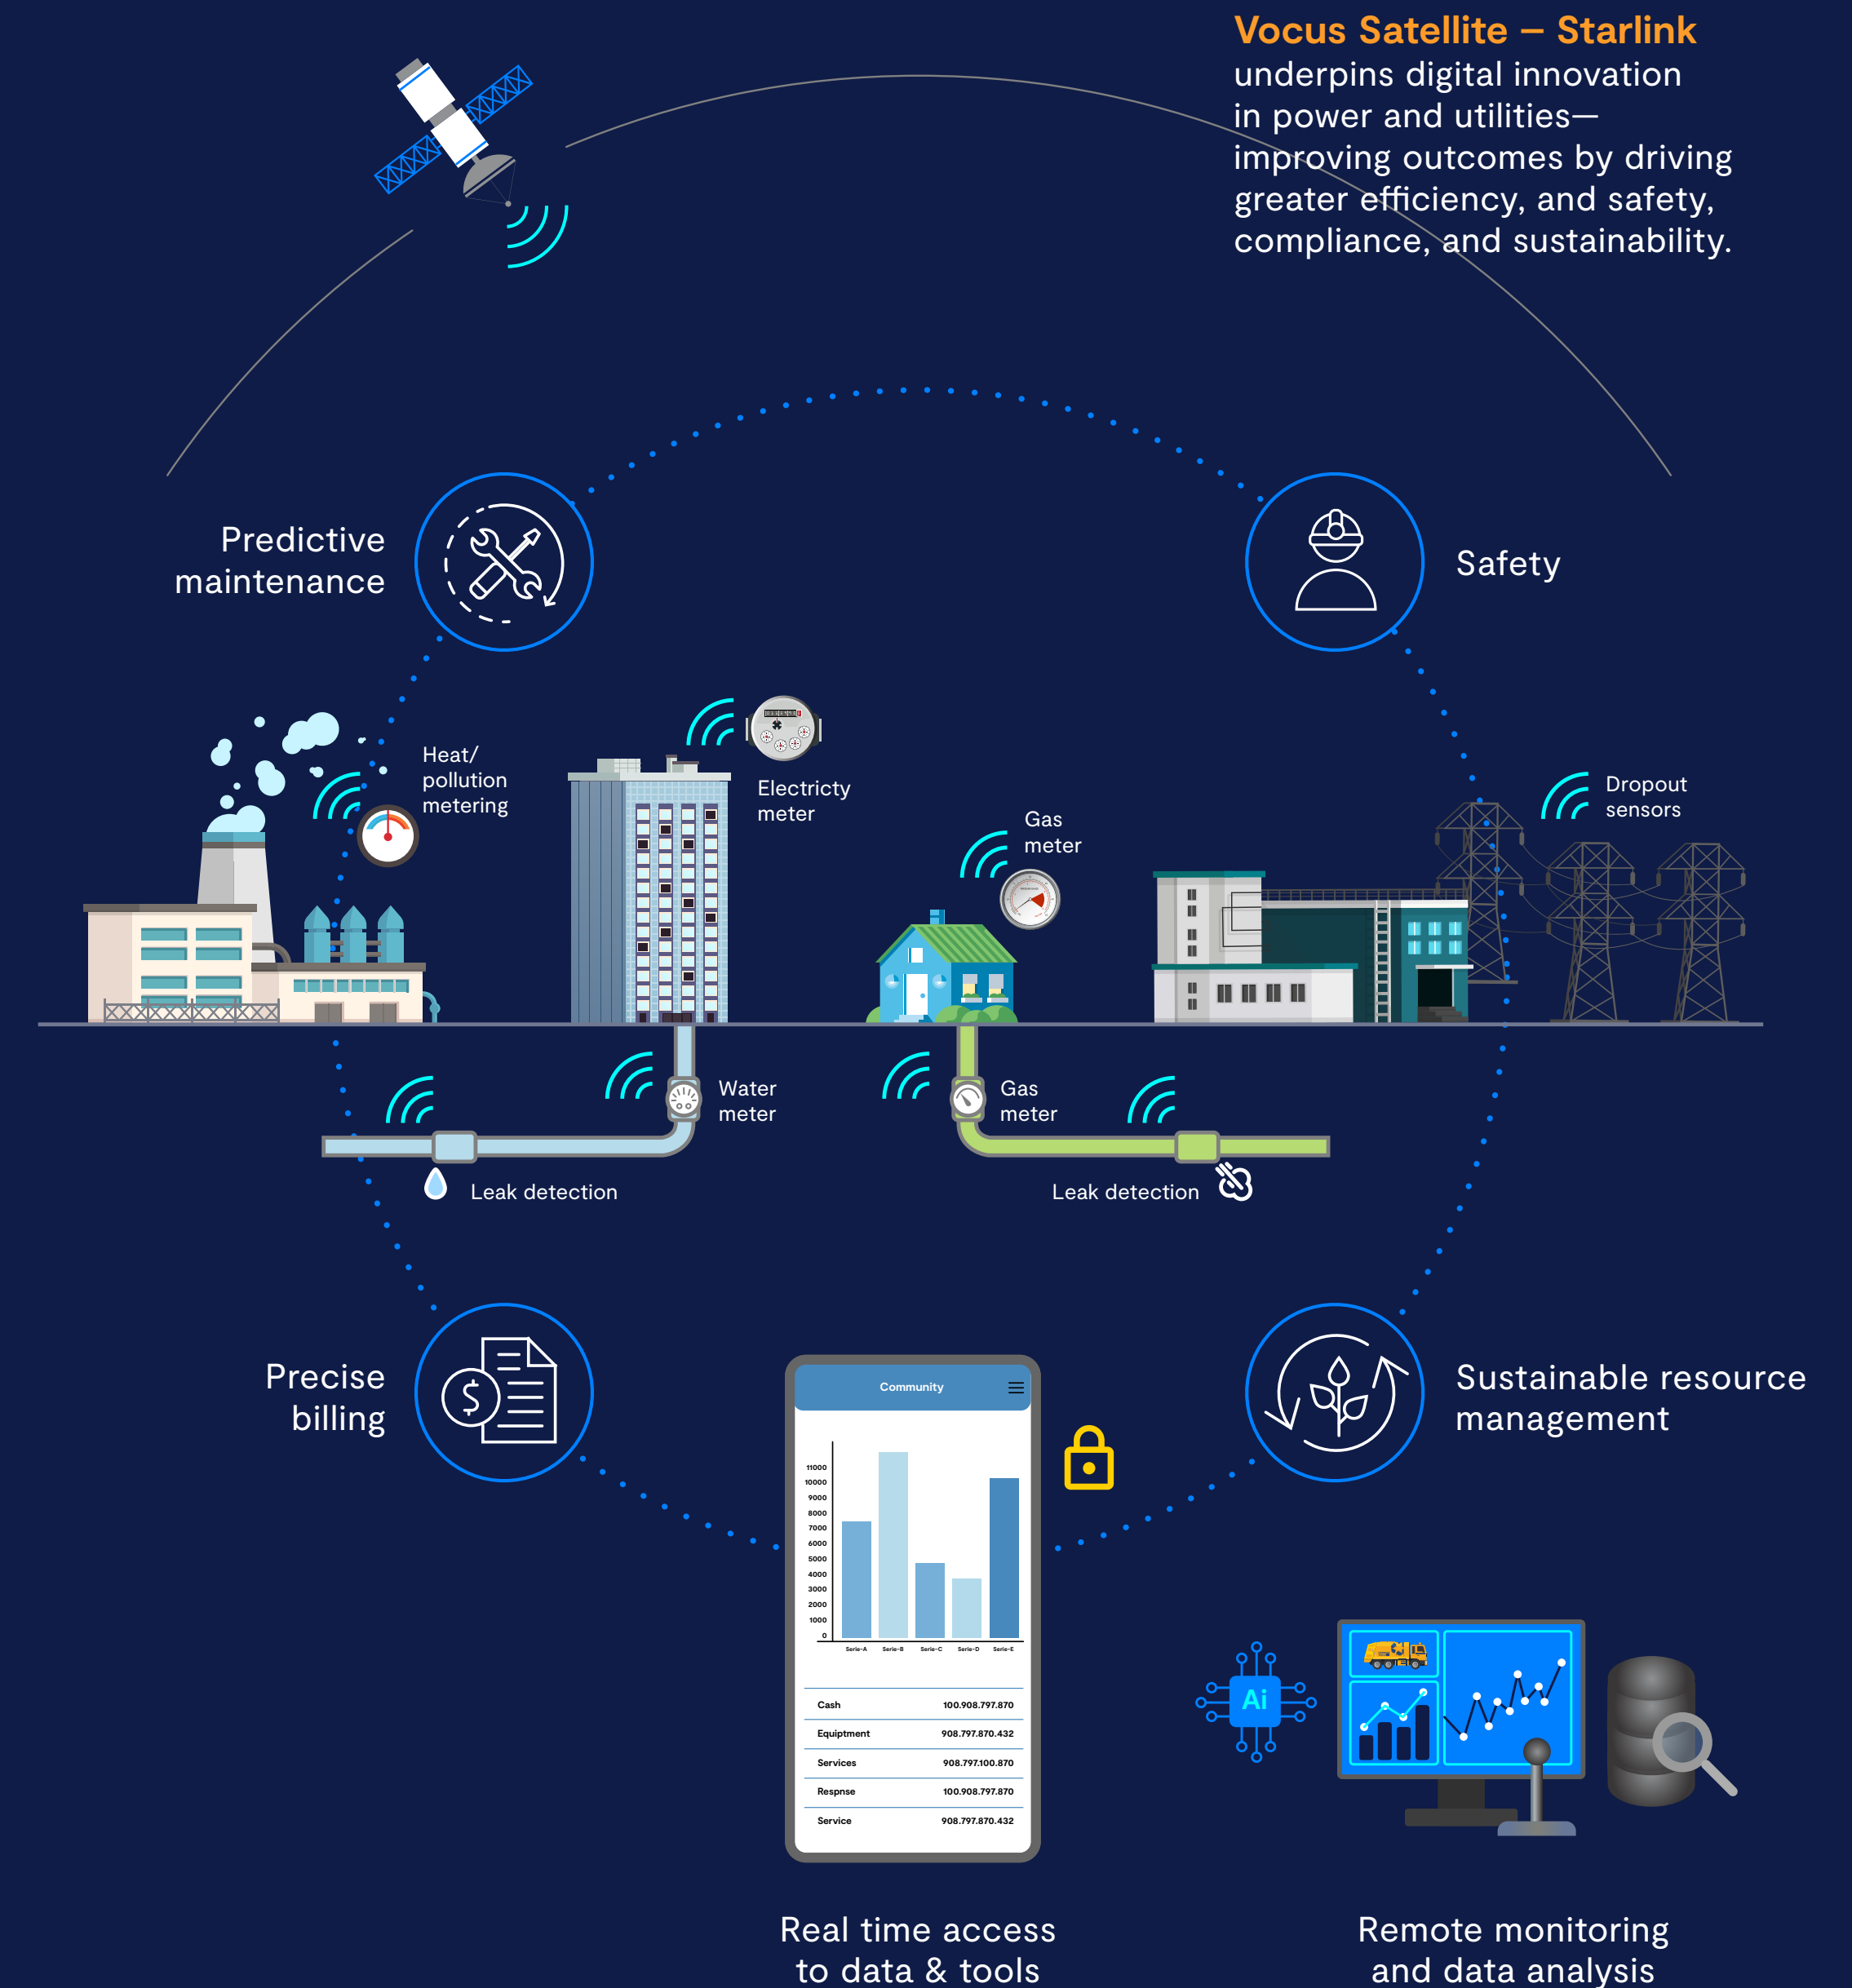 Vocus Satellite – Starlink
underpins digital innovation
in power and utilities—
improving outcomes by driving
greater efficiency, and safety,
compliance, and sustainability.
Predictive
maintenance
Safety
Heat/
pollution
metering
Electricty
meter
Gas
meter
Dropout
sensors
Water
meter
Gas
meter
Leak detection
Leak detection
Precise
billing
Sustainable resource
management
$
Community
11000
10000
9000
8000
7000
6000
5000
4000
3000
2000
1000
0
Serie-A Serie-B Serie-C Serie-D Serie-E
Cash 100.908.797.870
Equiptment 908.797.870.432
Services 908.797.100.870
Respnse 100.908.797.870
Service 908.797.870.432
Ai
Real time access
to data & tools
Remote monitoring
and data analysis